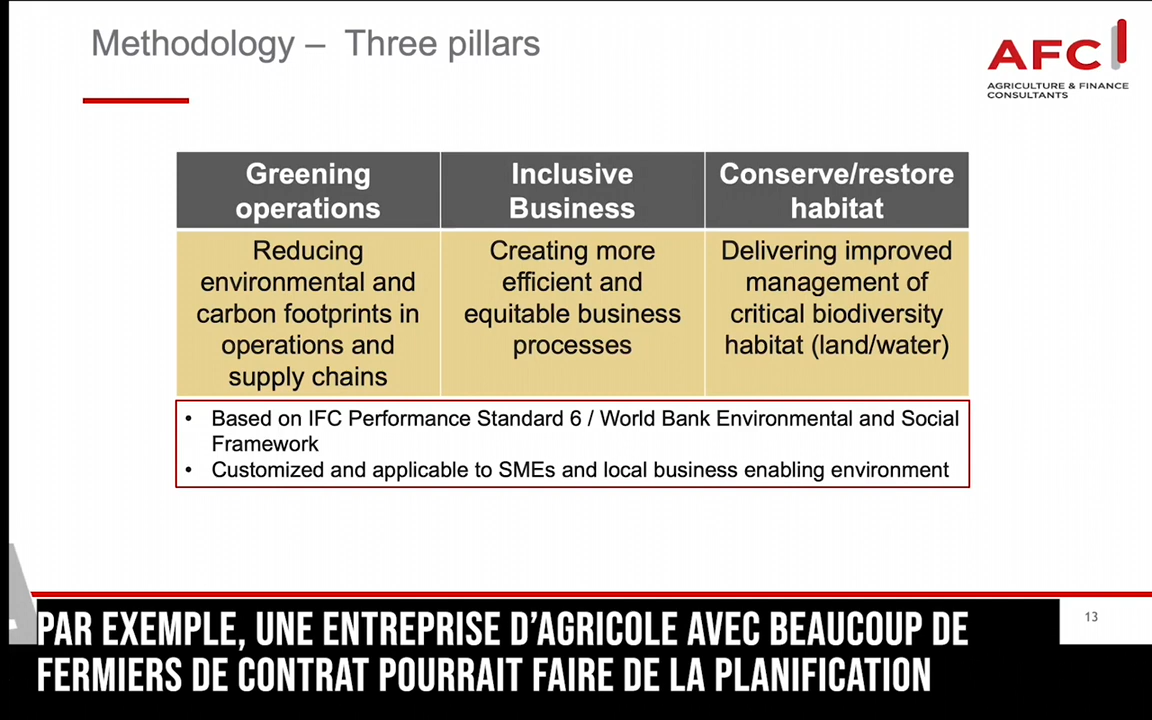 Methodology – Three pillars
AFC
AGRICULTURE & FINANCE
CONSULTANTS
Greening
operations
Inclusive
Business
Conserve/restore
habitat
Reducing
environmental and
carbon footprints in
operations and
supply chains
Creating more
efficient and
equitable business
processes
Delivering improved
management of
critical biodiversity
habitat (land/water)
• Based on IFC Performance Standard 6 / World Bank Environmental and Social
Framework
• Customized and applicable to SMEs and local business enabling environment
13
PAR EXEMPLE, UNE ENTREPRISE D’AGRICOLE AVEC BEAUCOUP DE
FERMIERS DE CONTRAT POURRAIT FAIRE DE LA PLANIFICATION